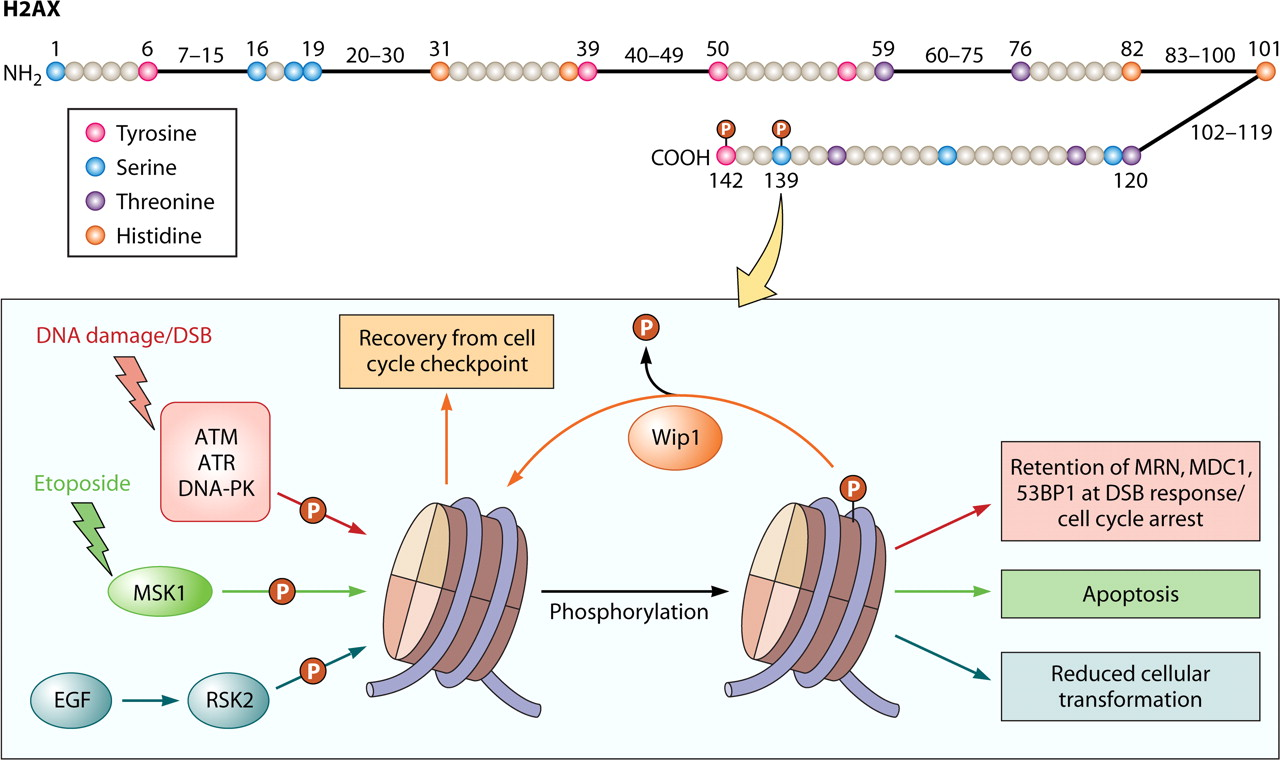 H2AX
1 6 7–15 16 19 20–30 31 39 40–49 50 59 60–75 76 82 83–100 101
NH2
102–119
Tyrosine
Serine
Threonine
Histidine
P P
COOH
142 139 120
DNA damage/DSB
ATM
ATR
DNA-PK
P
Etoposide
MSK1
P
EGF
RSK2
P
Recovery from cell
cycle checkpoint
P
Wip1
Phosphorylation
P
Retention of MRN, MDC1,
53BP1 at DSB response/
cell cycle arrest
Apoptosis
Reduced cellular
transformation